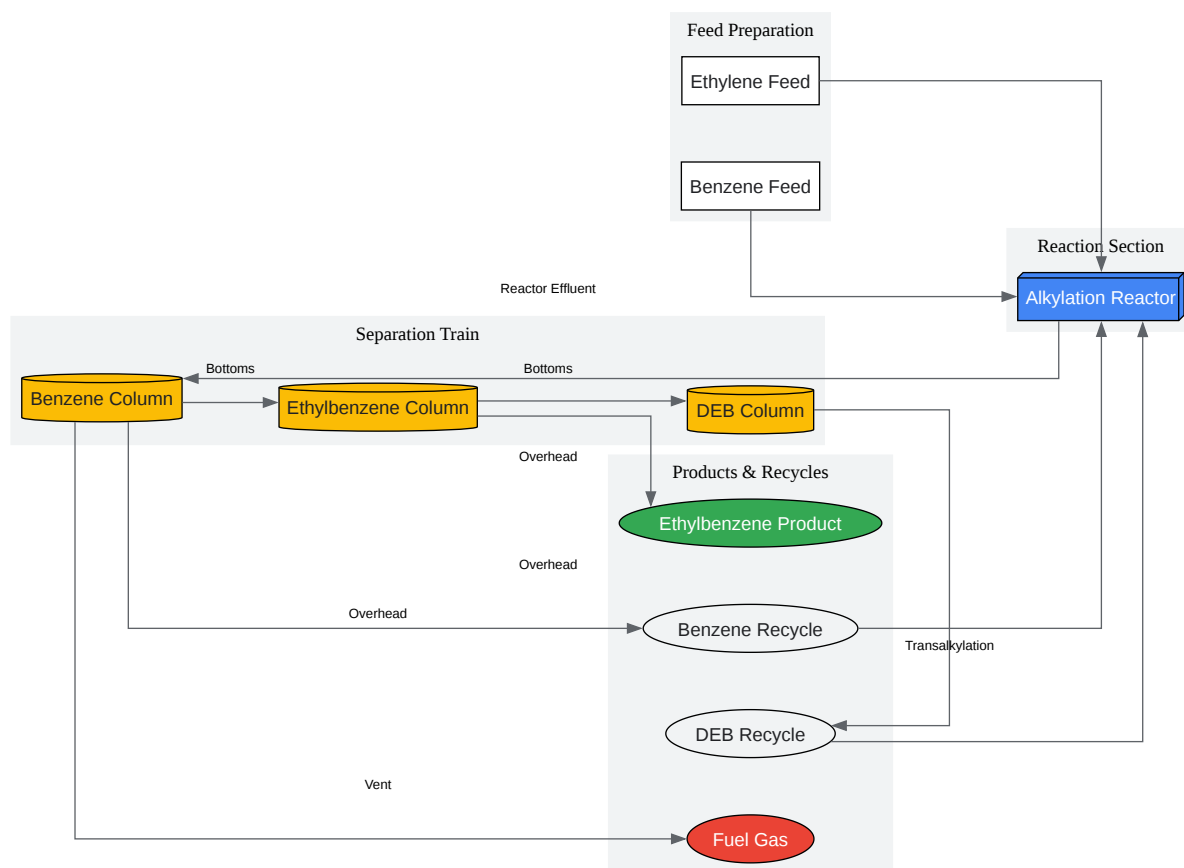 Feed Preparation
Ethylene Feed
Benzene Feed
Reaction Section
Alkylation Reactor
Reactor Effluent
Separation Train
Bottoms
Bottoms
Benzene Column
Ethylbenzene Column
DEB Column
Overhead
Products & Recycles
Ethylbenzene Product
Overhead
Overhead
Benzene Recycle
Transalkylation
DEB Recycle
Vent
Fuel Gas